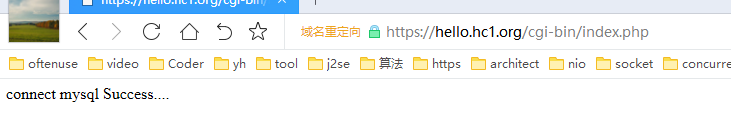 https://hello.hc1.org/cgi-bin/
域名重定向 https://hello.hc1.org/cgi-bin/index.php
oftenuse video Coder yh tool j2se 算法 https architect nio socket concurre
connect mysql Success....